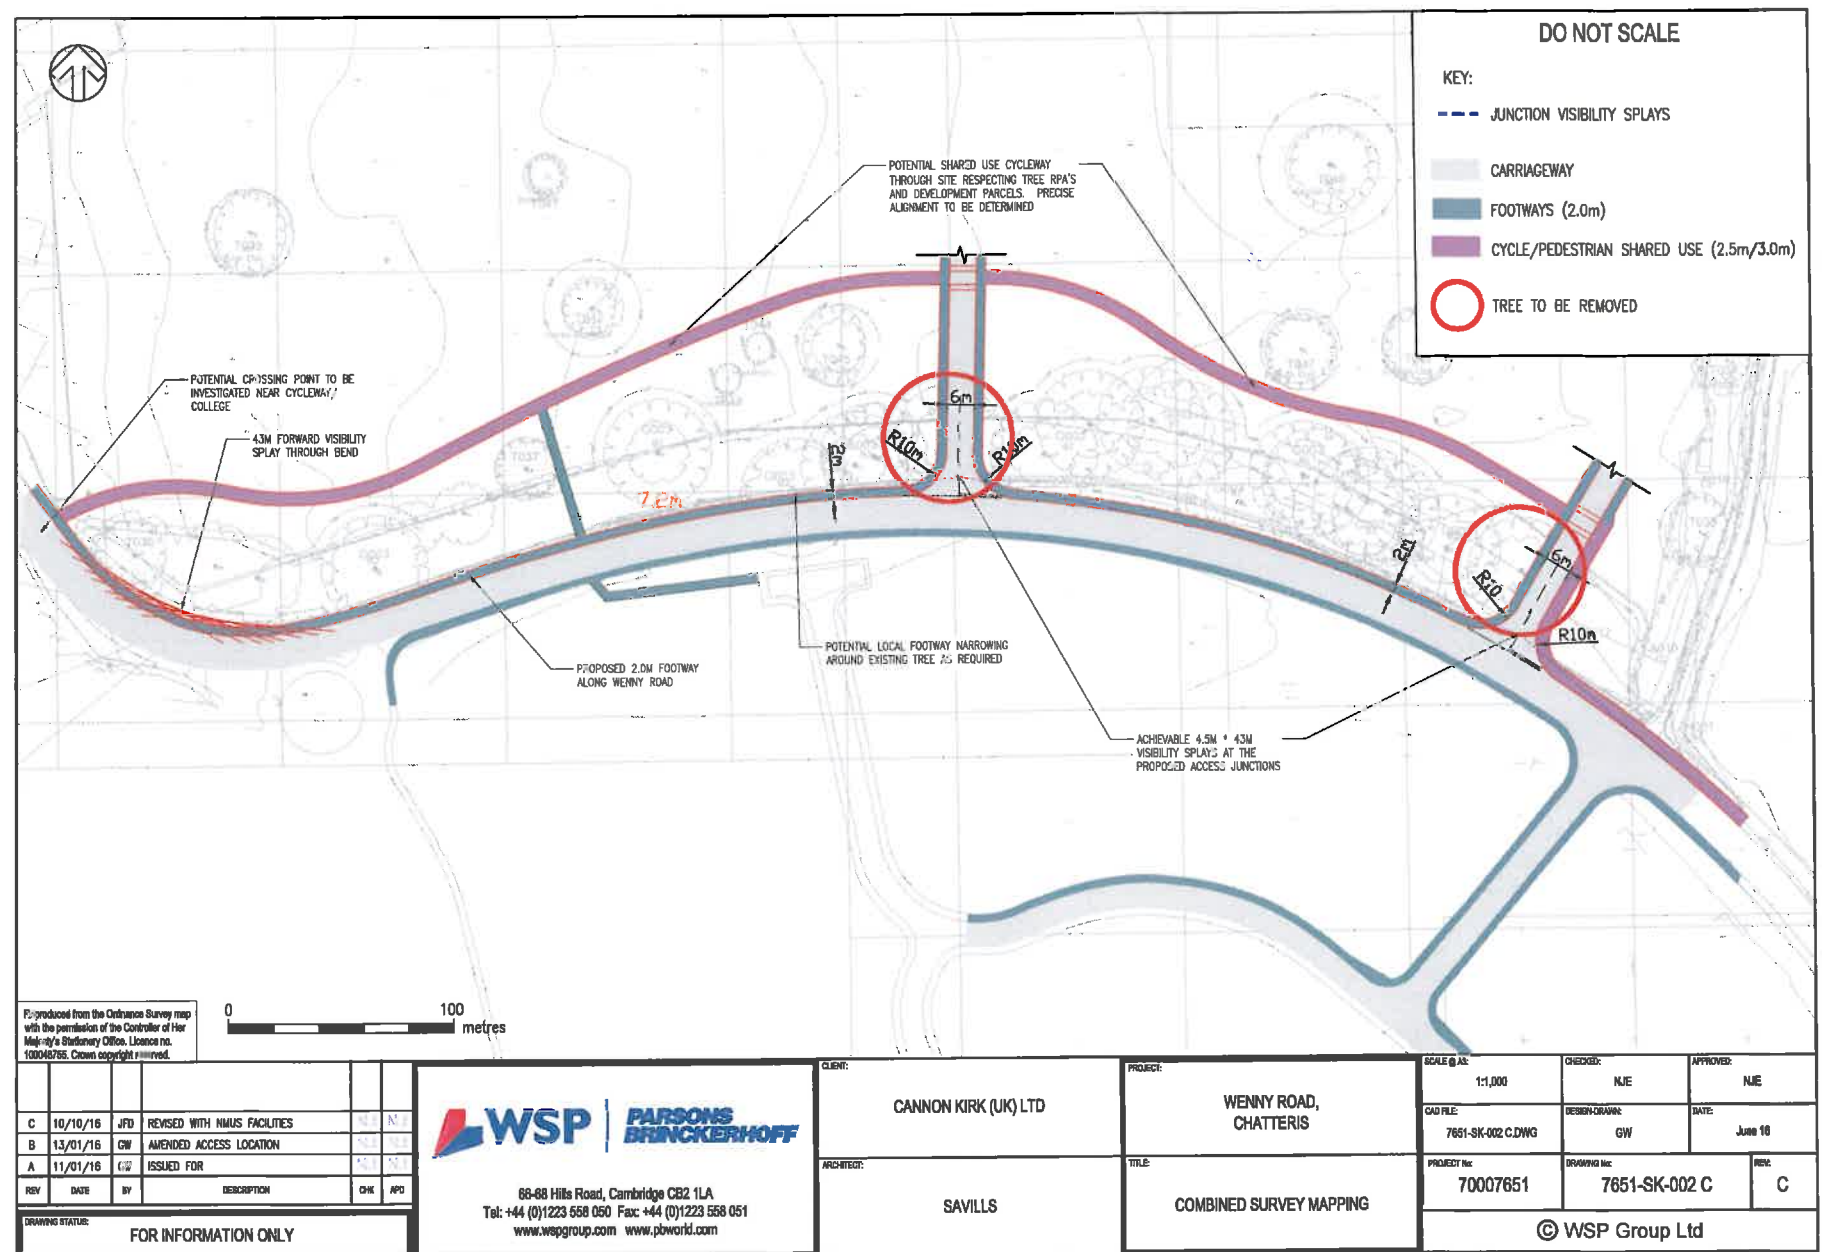 DO NOT SCALE
KEY:
JUNCTION VISIBILITY SPLAYS
CARRIAGEWAY
FOOTWAYS (2.0m)
CYCLE/PEDESTRIAN SHARED USE (2.5m/3.0m)
TREE TO BE REMOVED
POTENTIAL SHARED USE CYCLEWAY
THROUGH SITE RESPECTING TREE RPA'S
AND DEVELOPMENT PARCELS. PRECISE
ALIGNMENT TO BE DETERMINED
POTENTIAL CROSSING POINT TO BE
INVESTIGATED NEAR CYCLEWAY/
COLLEGE
43M FORWARD VISIBILITY
SPLAY THROUGH BEND
6m
R10m
R10m
2m
7.2m
2m
6m
R10
R10m
PROPOSED 2.0M FOOTWAY
ALONG WENNY ROAD
POTENTIAL LOCAL FOOTWAY NARROWING
AROUND EXISTING TREE AS REQUIRED
ACHIEVABLE 4.5M * 43M
VISIBILITY SPLAYS AT THE
PROPOSED ACCESS JUNCTIONS
Reproduced from the Ordnance Survey map
with the permission of the Controller of Her
Majesty's Stationery Office. Licence no.
100048755. Crown copyright reserved.
0 100
metres
C 10/10/16 JFD REVISED WITH NMUS FACILITIES
B 13/01/16 GW AMENDED ACCESS LOCATION
A 11/01/16 GW ISSUED FOR
REV DATE BY DESCRIPTION CHK APD
DRAWING STATUS:
FOR INFORMATION ONLY
WSP PARSONS
BRINCKERHOFF
66-68 Hills Road, Cambridge CB2 1LA
Tel: +44 (0)1223 558 050 Fax: +44 (0)1223 558 051
www.wspgroup.com www.pbworld.com
CLIENT:
CANNON KIRK (UK) LTD
ARCHITECT:
SAVILLS
PROJECT:
WENNY ROAD,
CHATTERIS
TITLE:
COMBINED SURVEY MAPPING
SCALE @ A3: CHECKED: APPROVED:
1:1,000 NJE NJE
CAD FILE: DESIGN-DRAWN: DATE:
7651-SK-002 C.DWG GW June 16
PROJECT No: DRAWING No: REV:
70007651 7651-SK-002 C C
© WSP Group Ltd